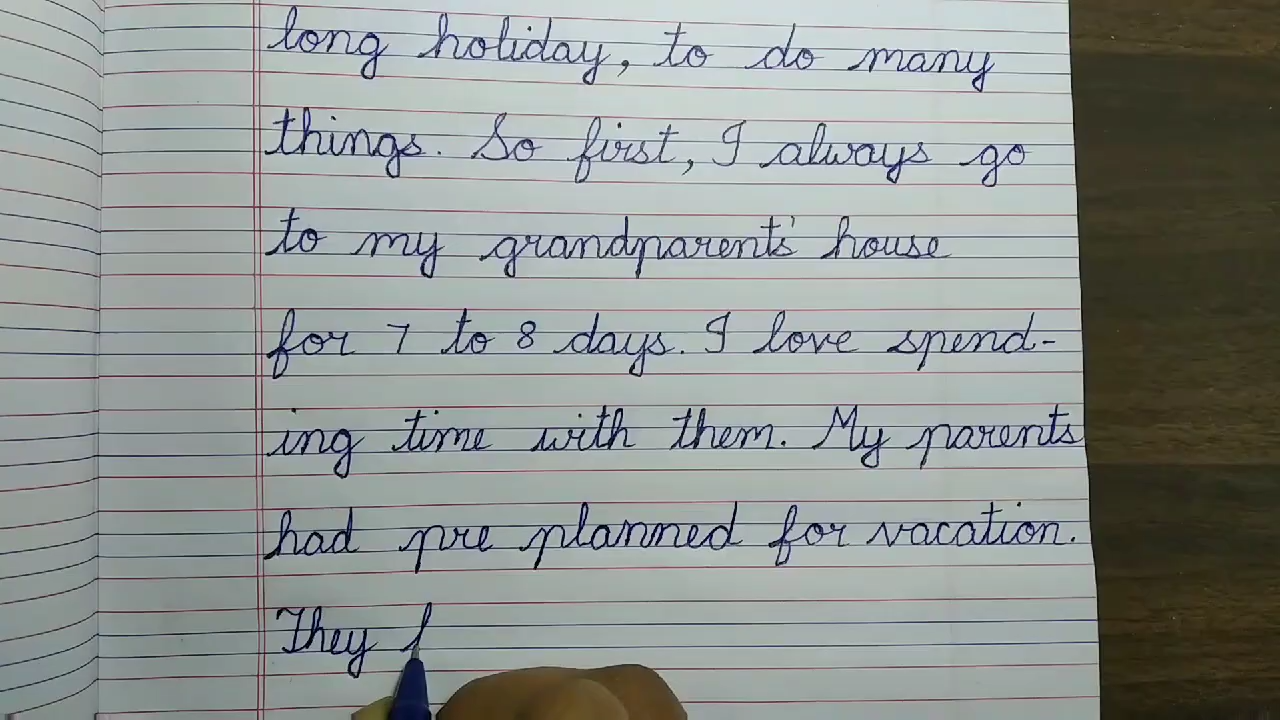 long holiday, to do many
things. So first, I always go
to my grandparents' house
for 7 to 8 days. I love spend-
ing time with them. My parents
had pre planned for vacation.
They